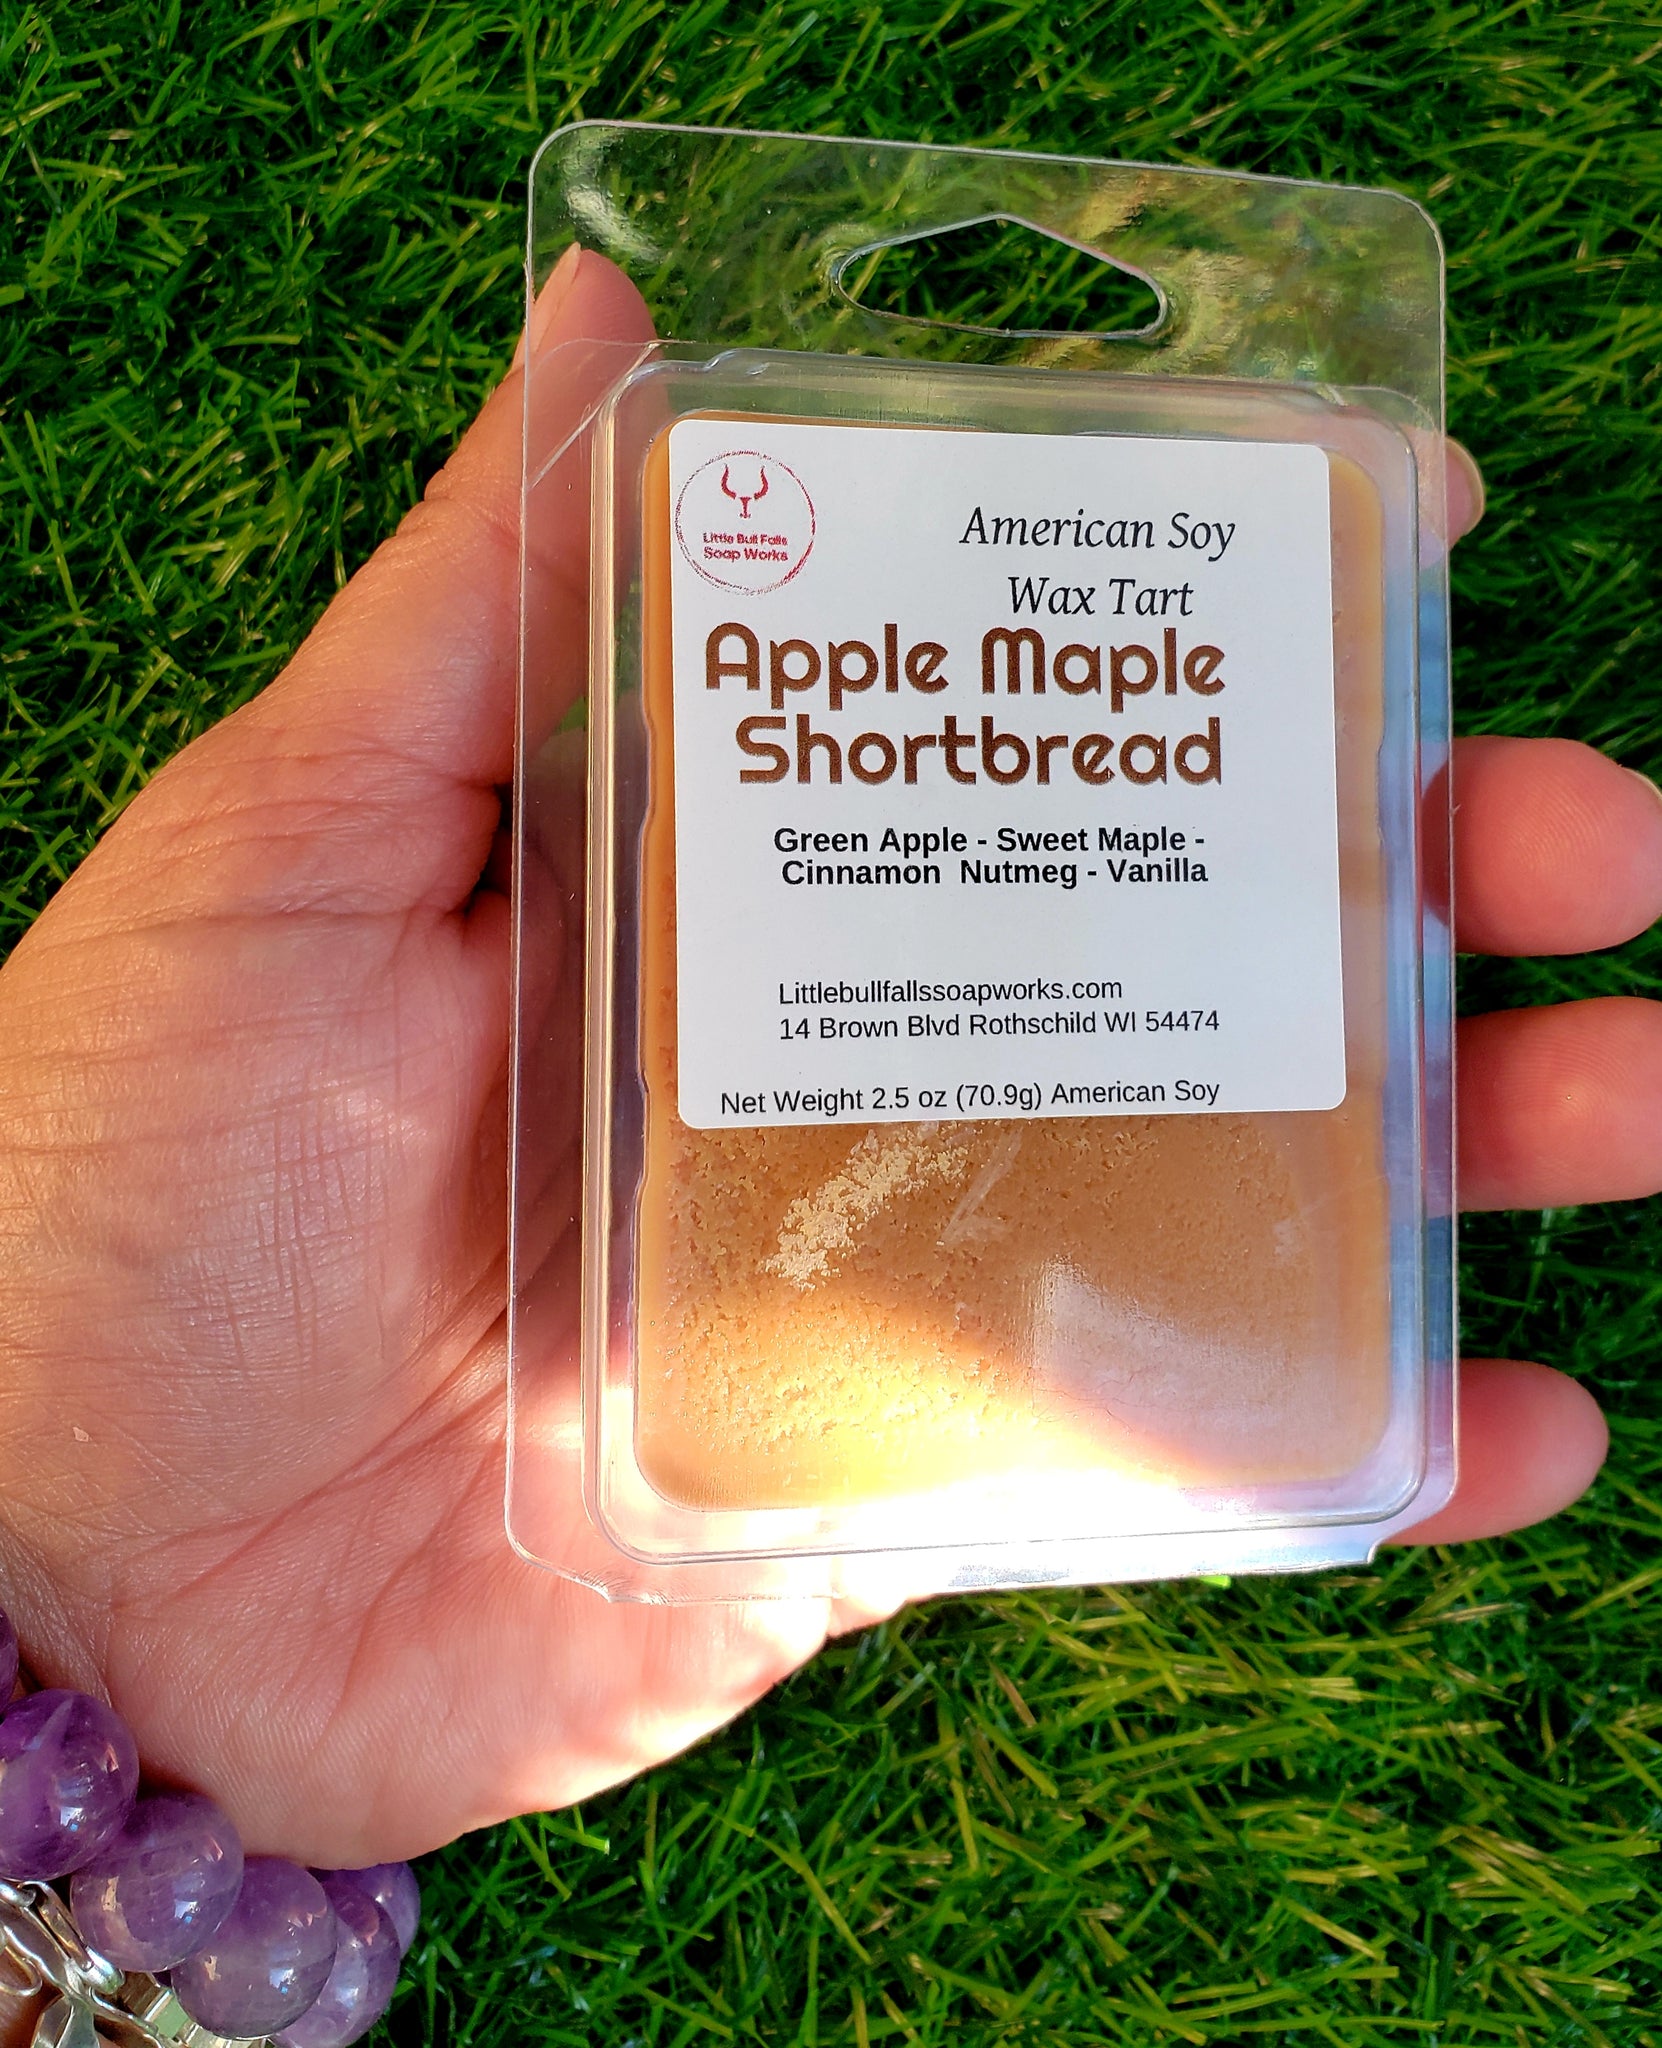 Little Bull Falls
Soap Works
American Soy
Wax Tart
Apple Maple
Shortbread
Green Apple - Sweet Maple -
Cinnamon  Nutmeg - Vanilla
Littlebullfallssoapworks.com
14 Brown Blvd Rothschild WI 54474
Net Weight 2.5 oz (70.9g) American Soy